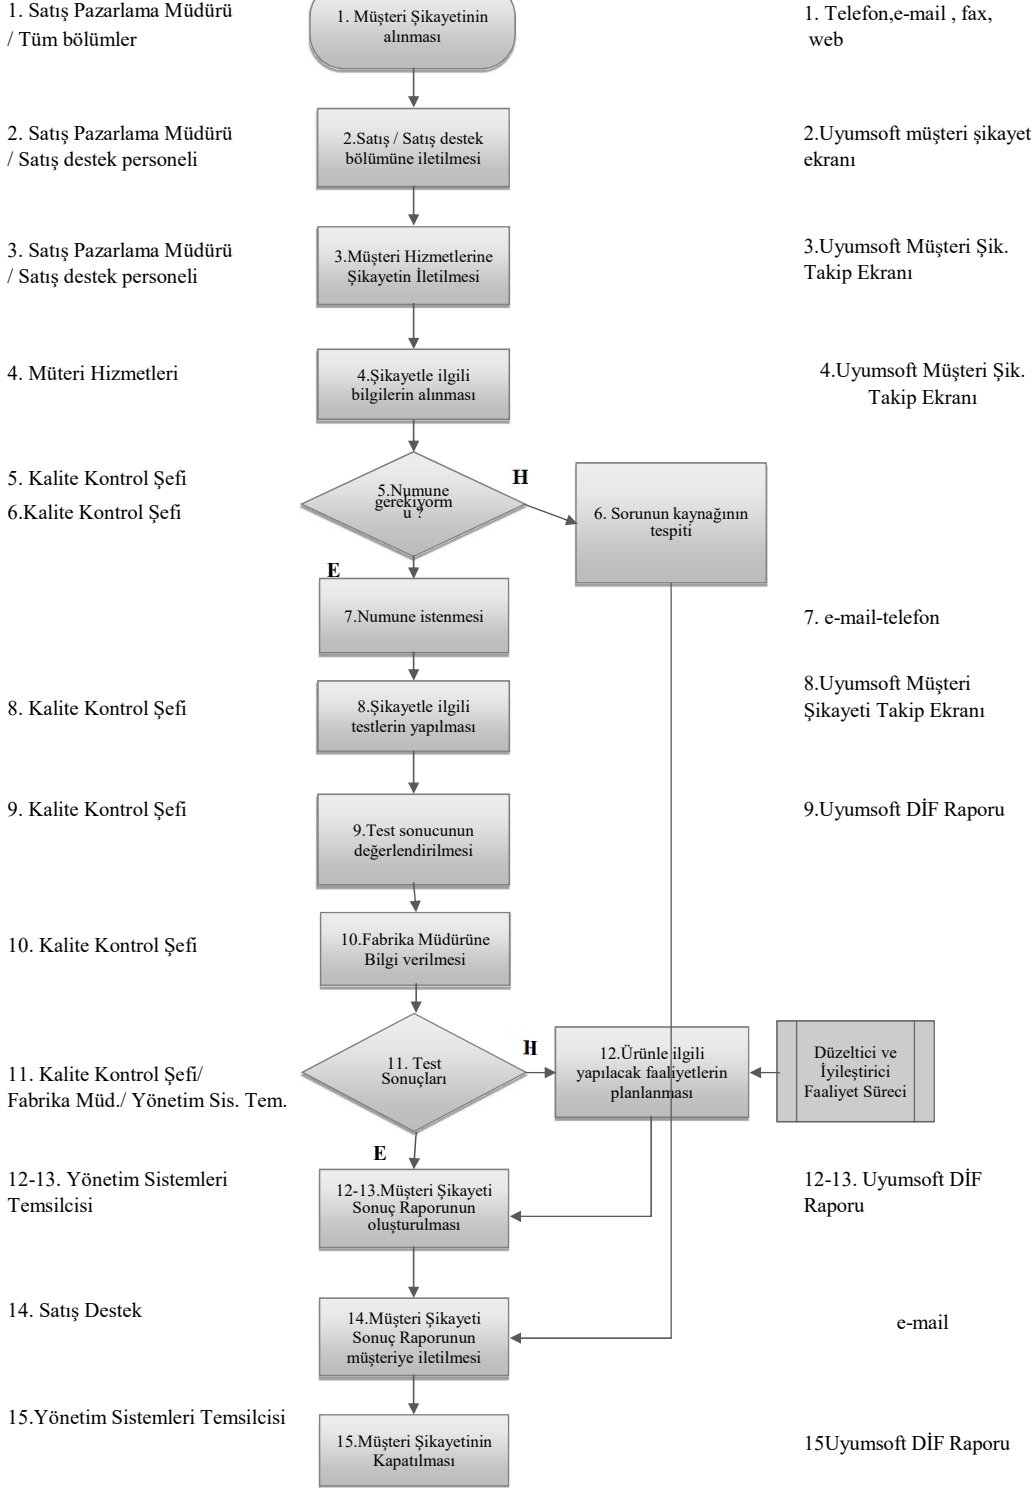 1. Satış Pazarlama Müdürü
/ Tüm bölümler
1. Müşteri Şikayetinin
alınması
1. Telefon,e-mail , fax,
web
2. Satış Pazarlama Müdürü
/ Satış destek personeli
2.Satış / Satış destek
bölümüne iletilmesi
2.Uyumsoft müşteri şikayet
ekranı
3. Satış Pazarlama Müdürü
/ Satış destek personeli
3.Müşteri Hizmetlerine
Şikayetin İletilmesi
3.Uyumsoft Müşteri Şik.
Takip Ekranı
4. Müteri Hizmetleri
4.Şikayetle ilgili
bilgilerin alınması
4.Uyumsoft Müşteri Şik.
Takip Ekranı
5. Kalite Kontrol Şefi
6.Kalite Kontrol Şefi
5.Numune
gerekiyorm
u ?
H
6. Sorunun kaynağının
tespiti
E
7.Numune istenmesi
7. e-mail-telefon
8. Kalite Kontrol Şefi
8.Şikayetle ilgili
testlerin yapılması
8.Uyumsoft Müşteri
Şikayeti Takip Ekranı
9. Kalite Kontrol Şefi
9.Test sonucunun
değerlendirilmesi
9.Uyumsoft DİF Raporu
10. Kalite Kontrol Şefi
10.Fabrika Müdürüne
Bilgi verilmesi
11. Kalite Kontrol Şefi/
Fabrika Müd./ Yönetim Sis. Tem.
11. Test
Sonuçları
H
12.Ürünle ilgili
yapılacak faaliyetlerin
planlanması
Düzeltici ve
İyileştirici
Faaliyet Süreci
E
12-13. Yönetim Sistemleri
Temsilcisi
12-13.Müşteri Şikayeti
Sonuç Raporunun
oluşturulması
12-13. Uyumsoft DİF
Raporu
14. Satış Destek
14.Müşteri Şikayeti
Sonuç Raporunun
müşteriye iletilmesi
e-mail
15.Yönetim Sistemleri Temsilcisi
15.Müşteri Şikayetinin
Kapatılması
15Uyumsoft DİF Raporu